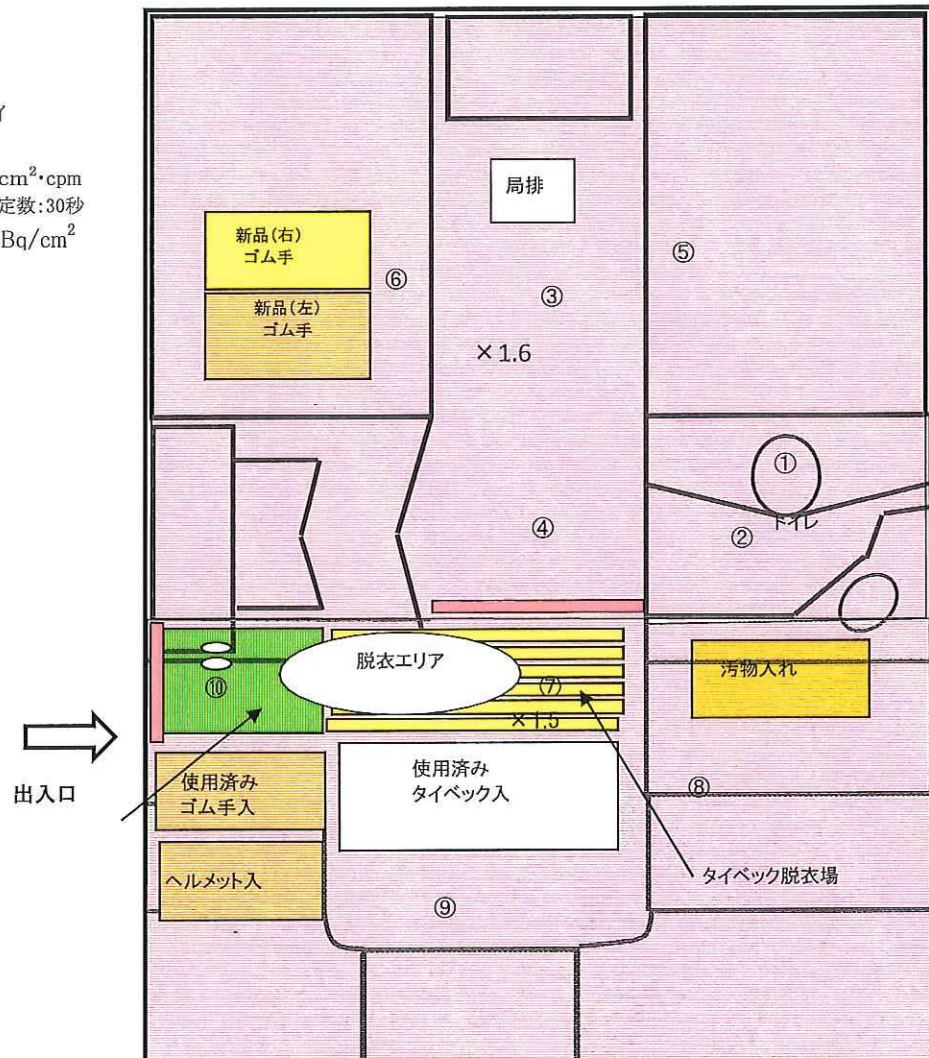 イ
cm²・cpm
定数:30秒
Bq/cm²
局排
新品(右)
ゴム手
⑥
⑤
③
新品(左)
ゴム手
×1.6
①
④
②
トイレ
脱衣エリア
汚物入れ
⑩
⑦
×1.5
出入口
使用済み
ゴム手入
使用済み
タイベック入
⑧
ヘルメット入
タイベック脱衣場
⑨